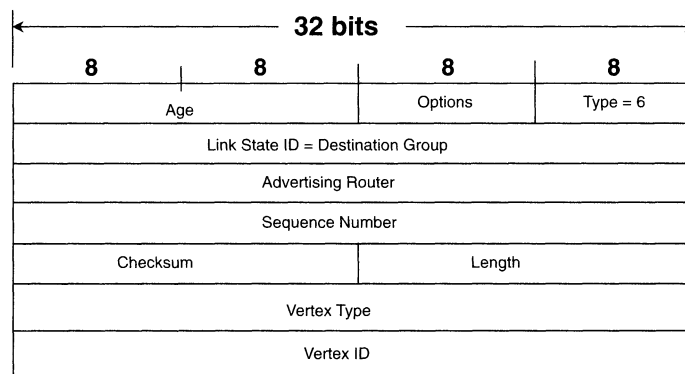 32 bits
8 8 8 8
Age Options Type = 6
Link State ID = Destination Group
Advertising Router
Sequence Number
Checksum Length
Vertex Type
Vertex ID